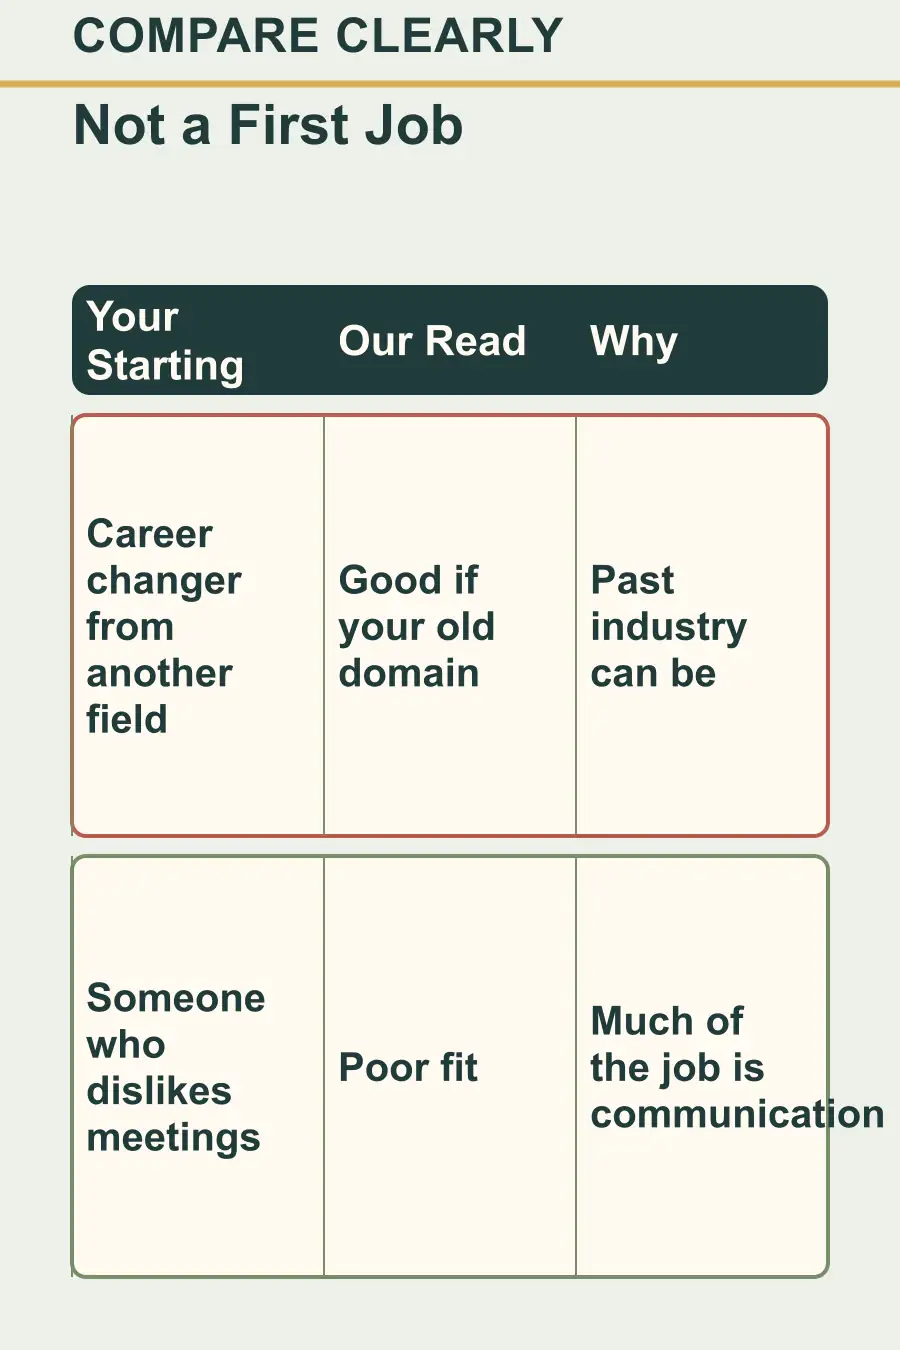 COMPARE CLEARLY
Not a First Job
Your
Starting
Our Read
Why
Career
changer
from
another
field
Good if
your old
domain
Past
industry
can be
Someone
who
dislikes
meetings
Poor fit
Much of
the job is
communication